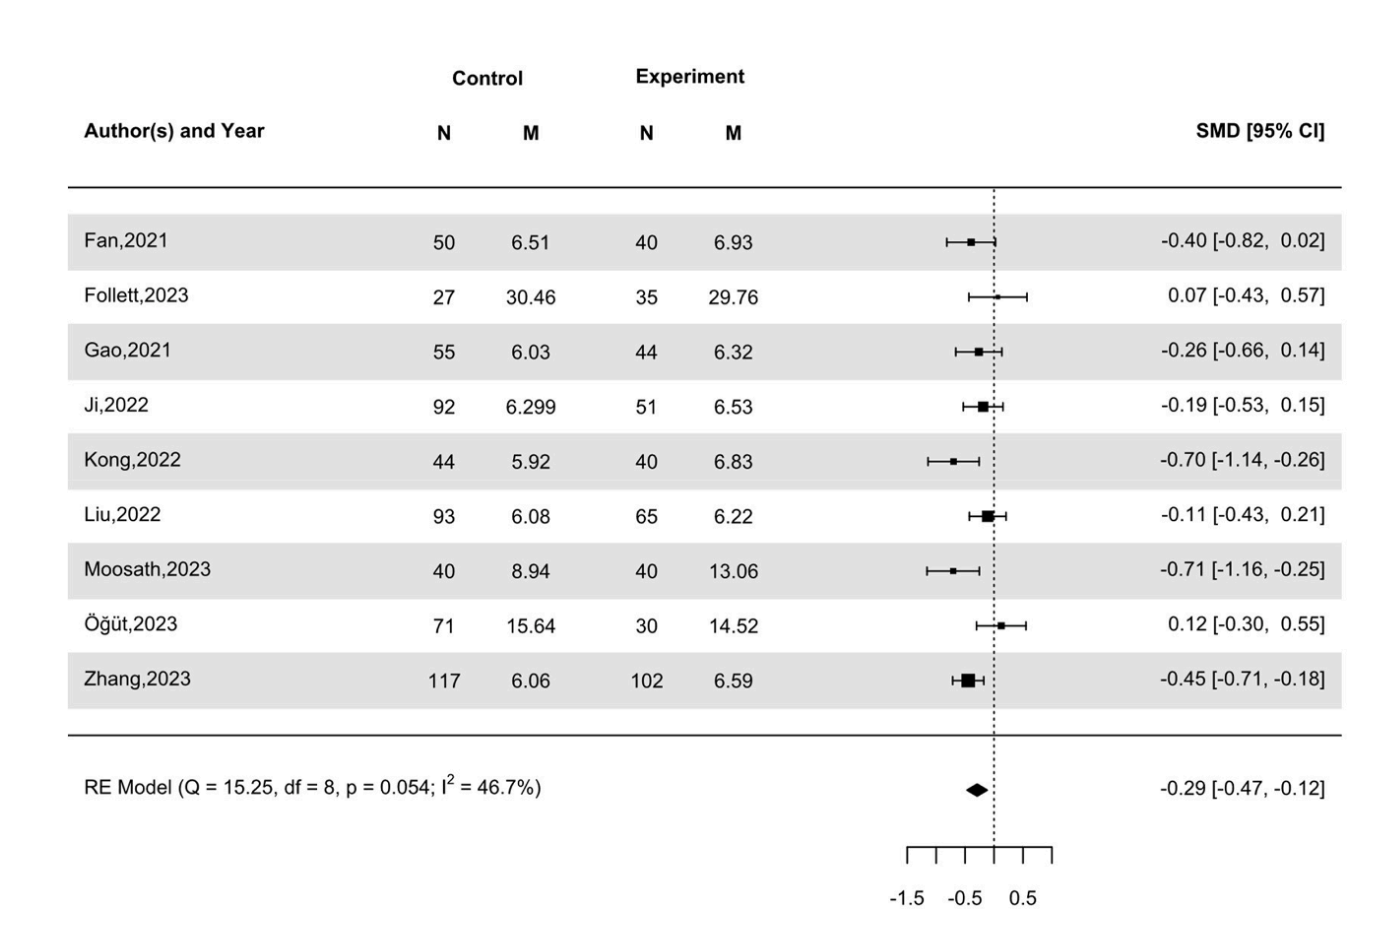 Control Experiment
Author(s) and Year N M N M SMD [95% CI]
Fan,2021 50 6.51 40 6.93 -0.40 [-0.82, 0.02]
Follett,2023 27 30.46 35 29.76 0.07 [-0.43, 0.57]
Gao,2021 55 6.03 44 6.32 -0.26 [-0.66, 0.14]
Ji,2022 92 6.299 51 6.53 -0.19 [-0.53, 0.15]
Kong,2022 44 5.92 40 6.83 -0.70 [-1.14, -0.26]
Liu,2022 93 6.08 65 6.22 -0.11 [-0.43, 0.21]
Moosath,2023 40 8.94 40 13.06 -0.71 [-1.16, -0.25]
Öğüt,2023 71 15.64 30 14.52 0.12 [-0.30, 0.55]
Zhang,2023 117 6.06 102 6.59 -0.45 [-0.71, -0.18]
RE Model (Q = 15.25, df = 8, p = 0.054; I² = 46.7%) -0.29 [-0.47, -0.12]
-1.5 -0.5 0.5